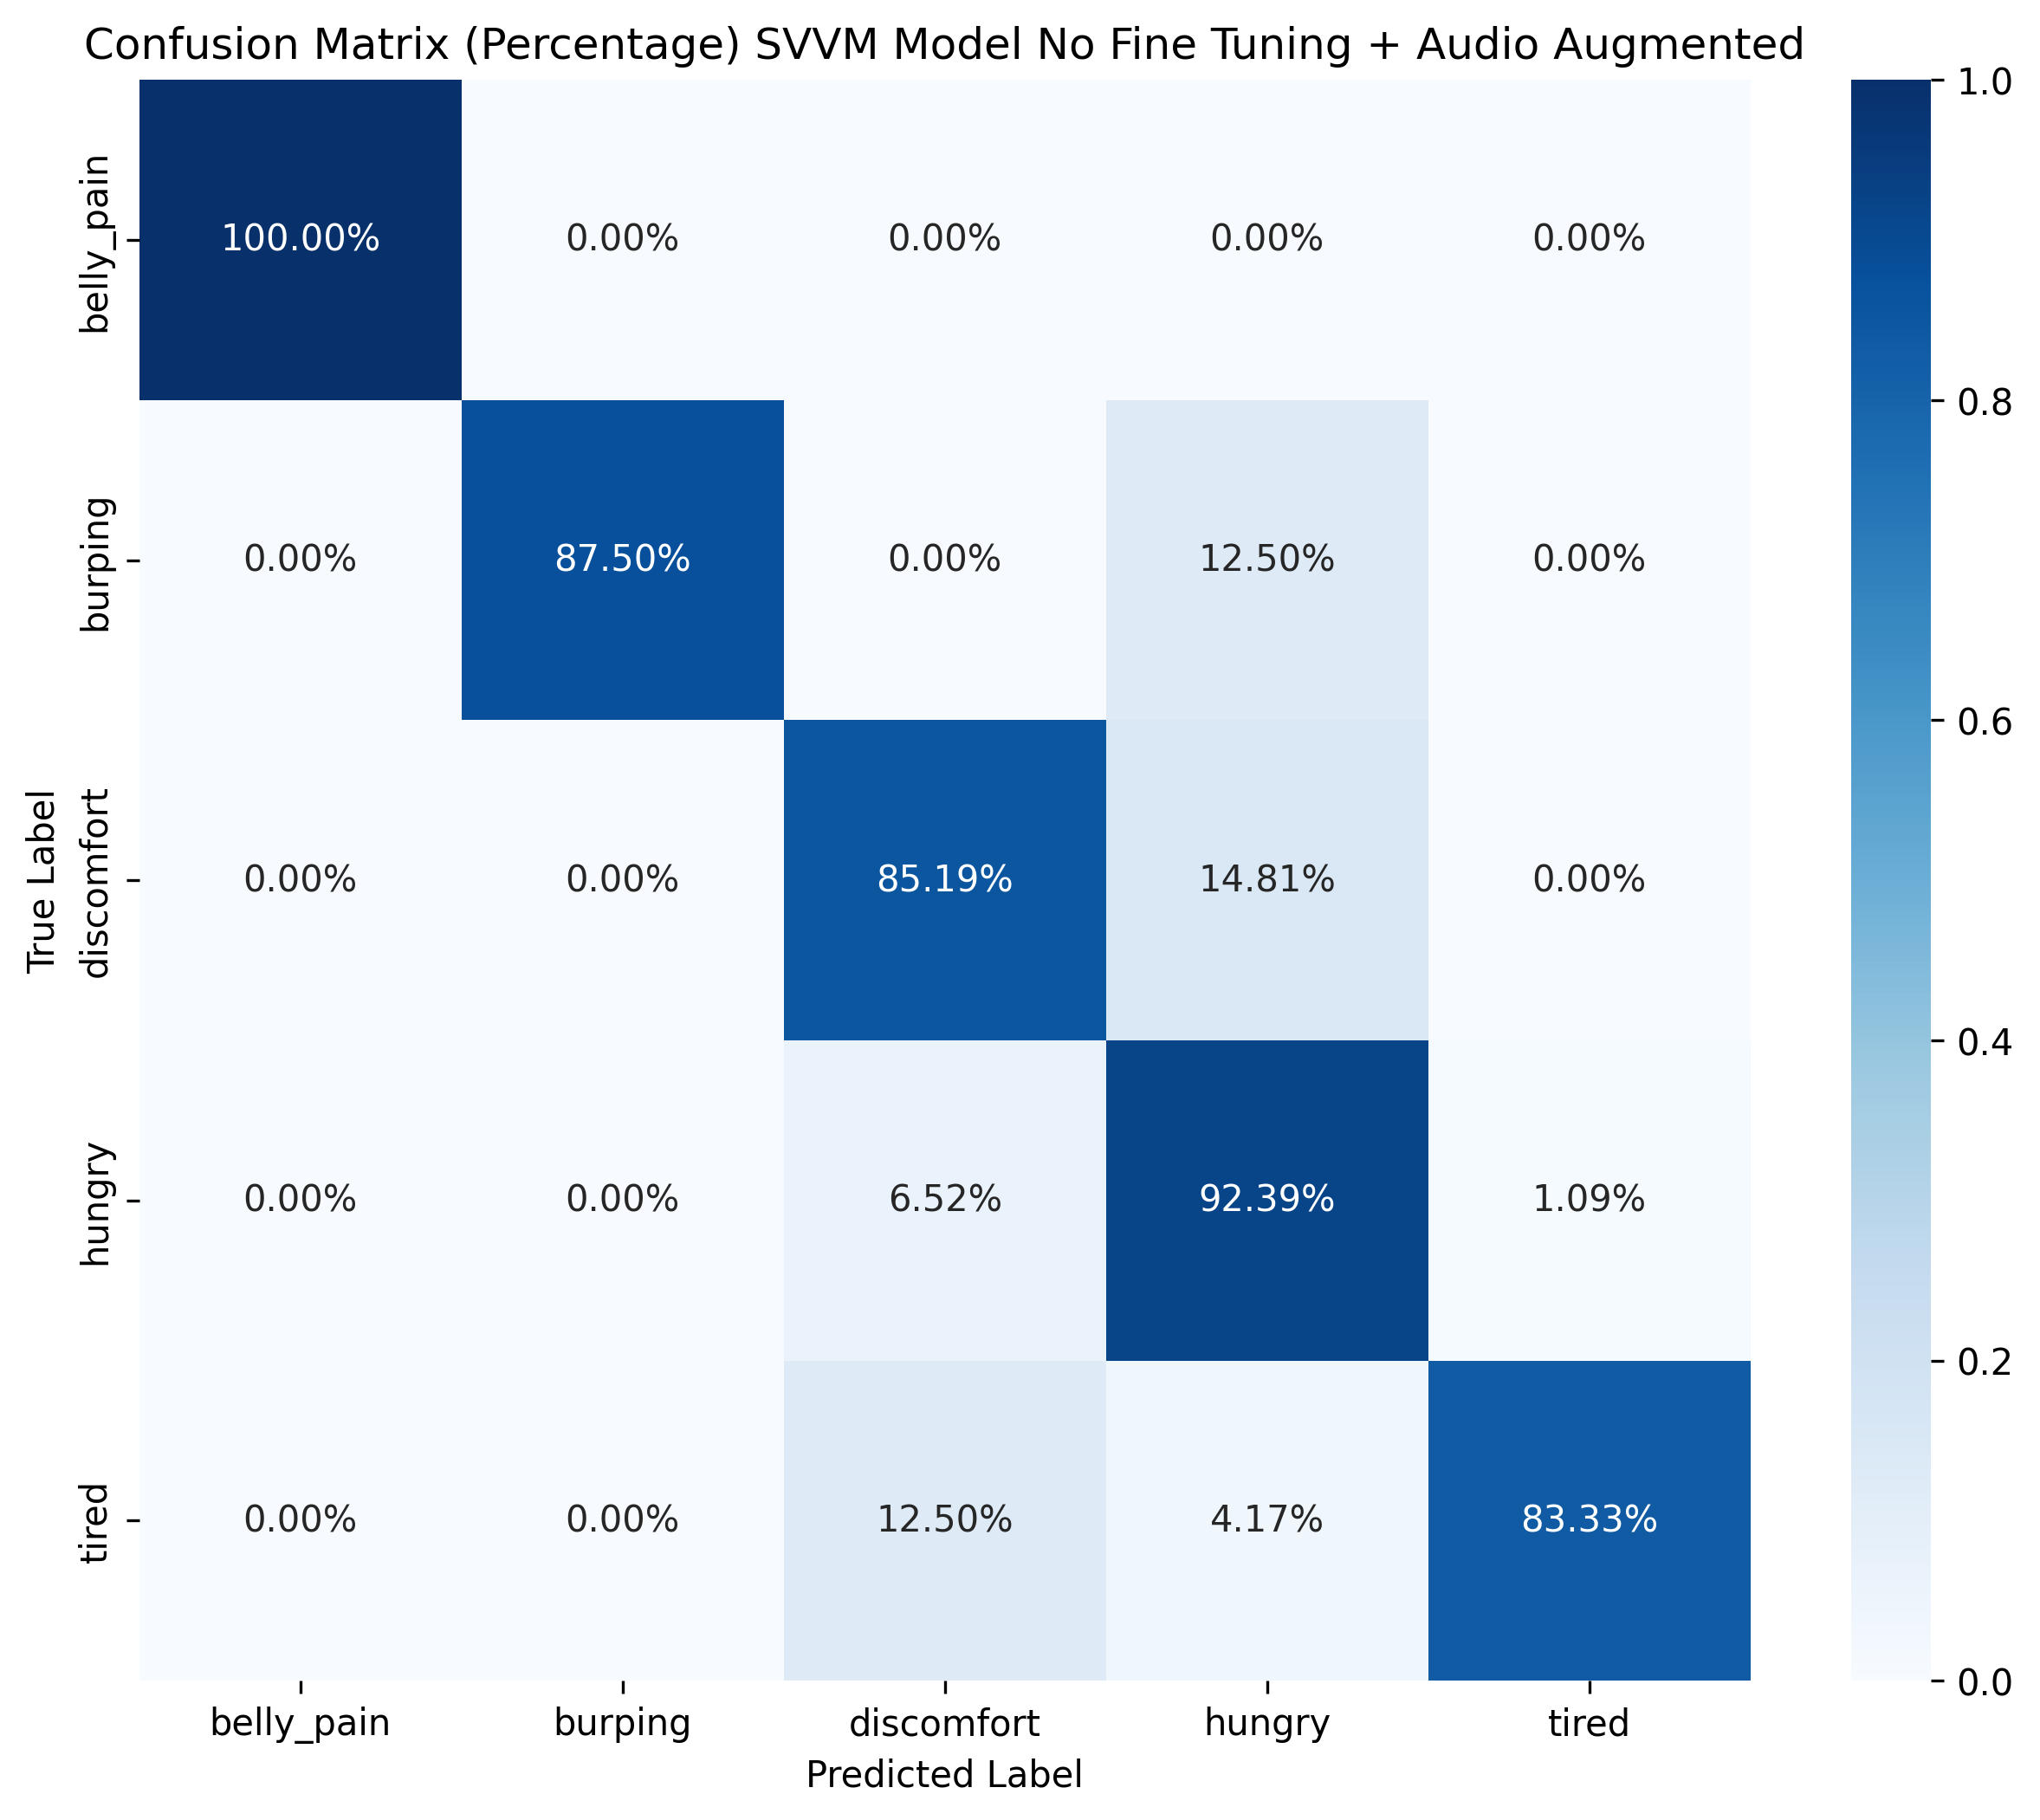 Confusion Matrix (Percentage) SVVM Model No Fine Tuning + Audio Augmented
True Label
belly_pain
100.00% 0.00% 0.00% 0.00% 0.00%
burping
0.00% 87.50% 0.00% 12.50% 0.00%
discomfort
0.00% 0.00% 85.19% 14.81% 0.00%
hungry
0.00% 0.00% 6.52% 92.39% 1.09%
tired
0.00% 0.00% 12.50% 4.17% 83.33%
belly_pain burping discomfort hungry tired
Predicted Label
1.0
0.8
0.6
0.4
0.2
0.0